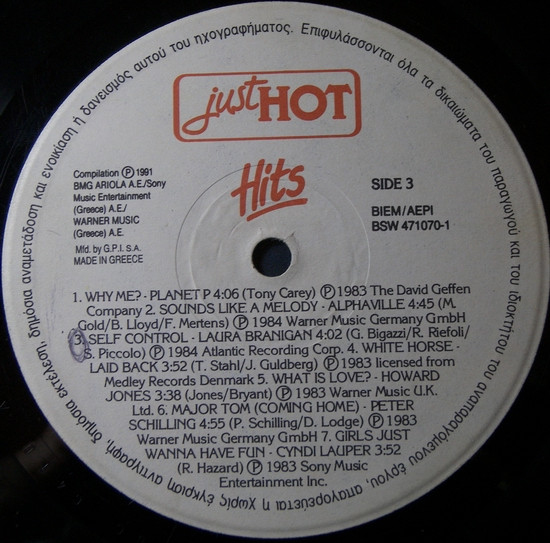 δημόσια εκτέλεση, δημόσια αναμετάδοση και ενοικίαση ή δανεισμός αυτού του ηχογραφήματος. Επιφυλάσσονται όλα τα δικαιώματα του παραγωγού και του ιδιοκτήτου του αναπαραγόμενου έργου, απαγορεύεται η χωρίς έγκριση αντιγραφή,
just HOT
Hits
Compilation Ⓟ 1991
BMG ARIOLA A.E./Sony
Music Entertainment
(Greece) A.E./
WARNER MUSIC
(Greece) A.E.
Mfd. by G.P.I. S.A.
MADE IN GREECE
SIDE 3
BIEM/AEPI
BSW 471070-1
1. WHY ME? - PLANET P 4:06 (Tony Carey) Ⓟ 1983 The David Geffen
Company 2. SOUNDS LIKE A MELODY - ALPHAVILLE 4:45 (M.
Gold/B. Lloyd/F. Mertens) Ⓟ 1984 Warner Music Germany GmbH
3. SELF CONTROL - LAURA BRANIGAN 4:02 (G. Bigazzi/R. Riefoli/
S. Piccolo) Ⓟ 1984 Atlantic Recording Corp. 4. WHITE HORSE -
LAID BACK 3:52 (T. Stahl/J. Guldberg) Ⓟ 1983 licensed from
Medley Records Denmark 5. WHAT IS LOVE? - HOWARD
JONES 3:38 (Jones/Bryant) Ⓟ 1983 Warner Music U.K.
Ltd. 6. MAJOR TOM (COMING HOME) - PETER
SCHILLING 4:55 (P. Schilling/D. Lodge) Ⓟ 1983
Warner Music Germany GmbH 7. GIRLS JUST
WANNA HAVE FUN - CYNDI LAUPER 3:52
(R. Hazard) Ⓟ 1983 Sony Music
Entertainment Inc.